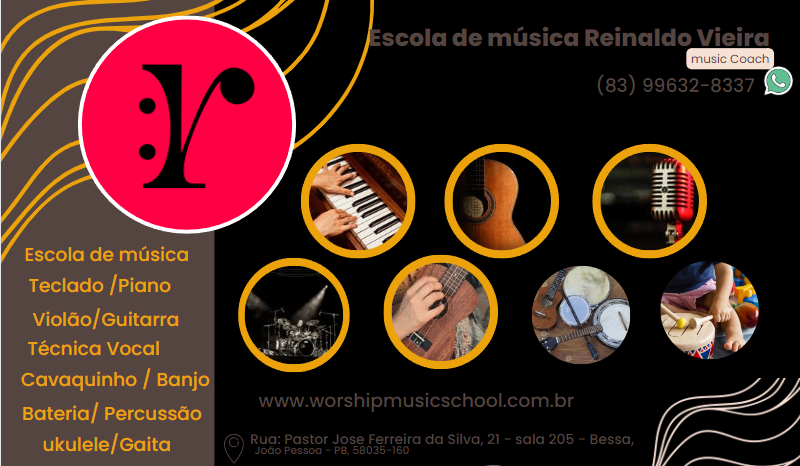 Escola de música Reinaldo Vieira
music Coach
(83) 99632-8337
Escola de música
Teclado /Piano
Violão/Guitarra
Técnica Vocal
Cavaquinho / Banjo
Bateria/ Percussão
ukulele/Gaita
www.worshipmusicschool.com.br
Rua: Pastor Jose Ferreira da Silva, 21 - sala 205 - Bessa,
João Pessoa - PB, 58035-160